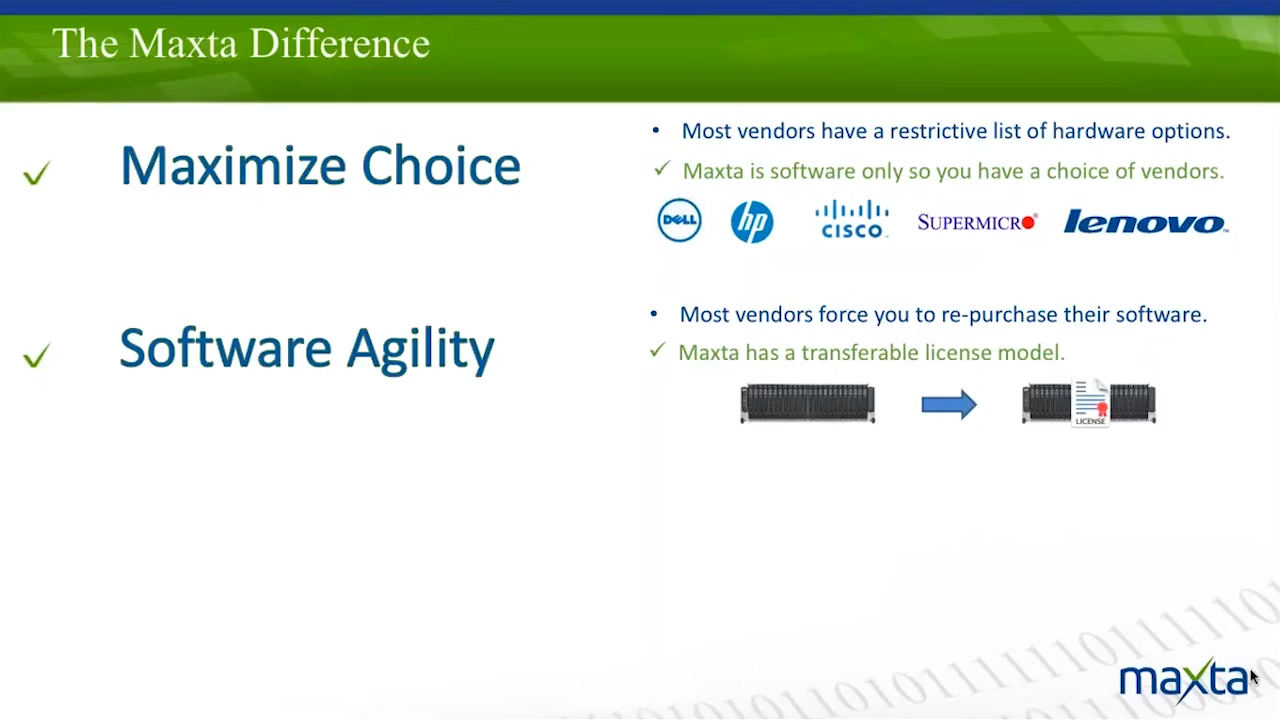 The Maxta Difference
Maximize Choice
• Most vendors have a restrictive list of hardware options.
✓ Maxta is software only so you have a choice of vendors.
DELL hp CISCO SUPERMICRO lenovo
Software Agility
• Most vendors force you to re-purchase their software.
✓ Maxta has a transferable license model.
LICENSE
maxta